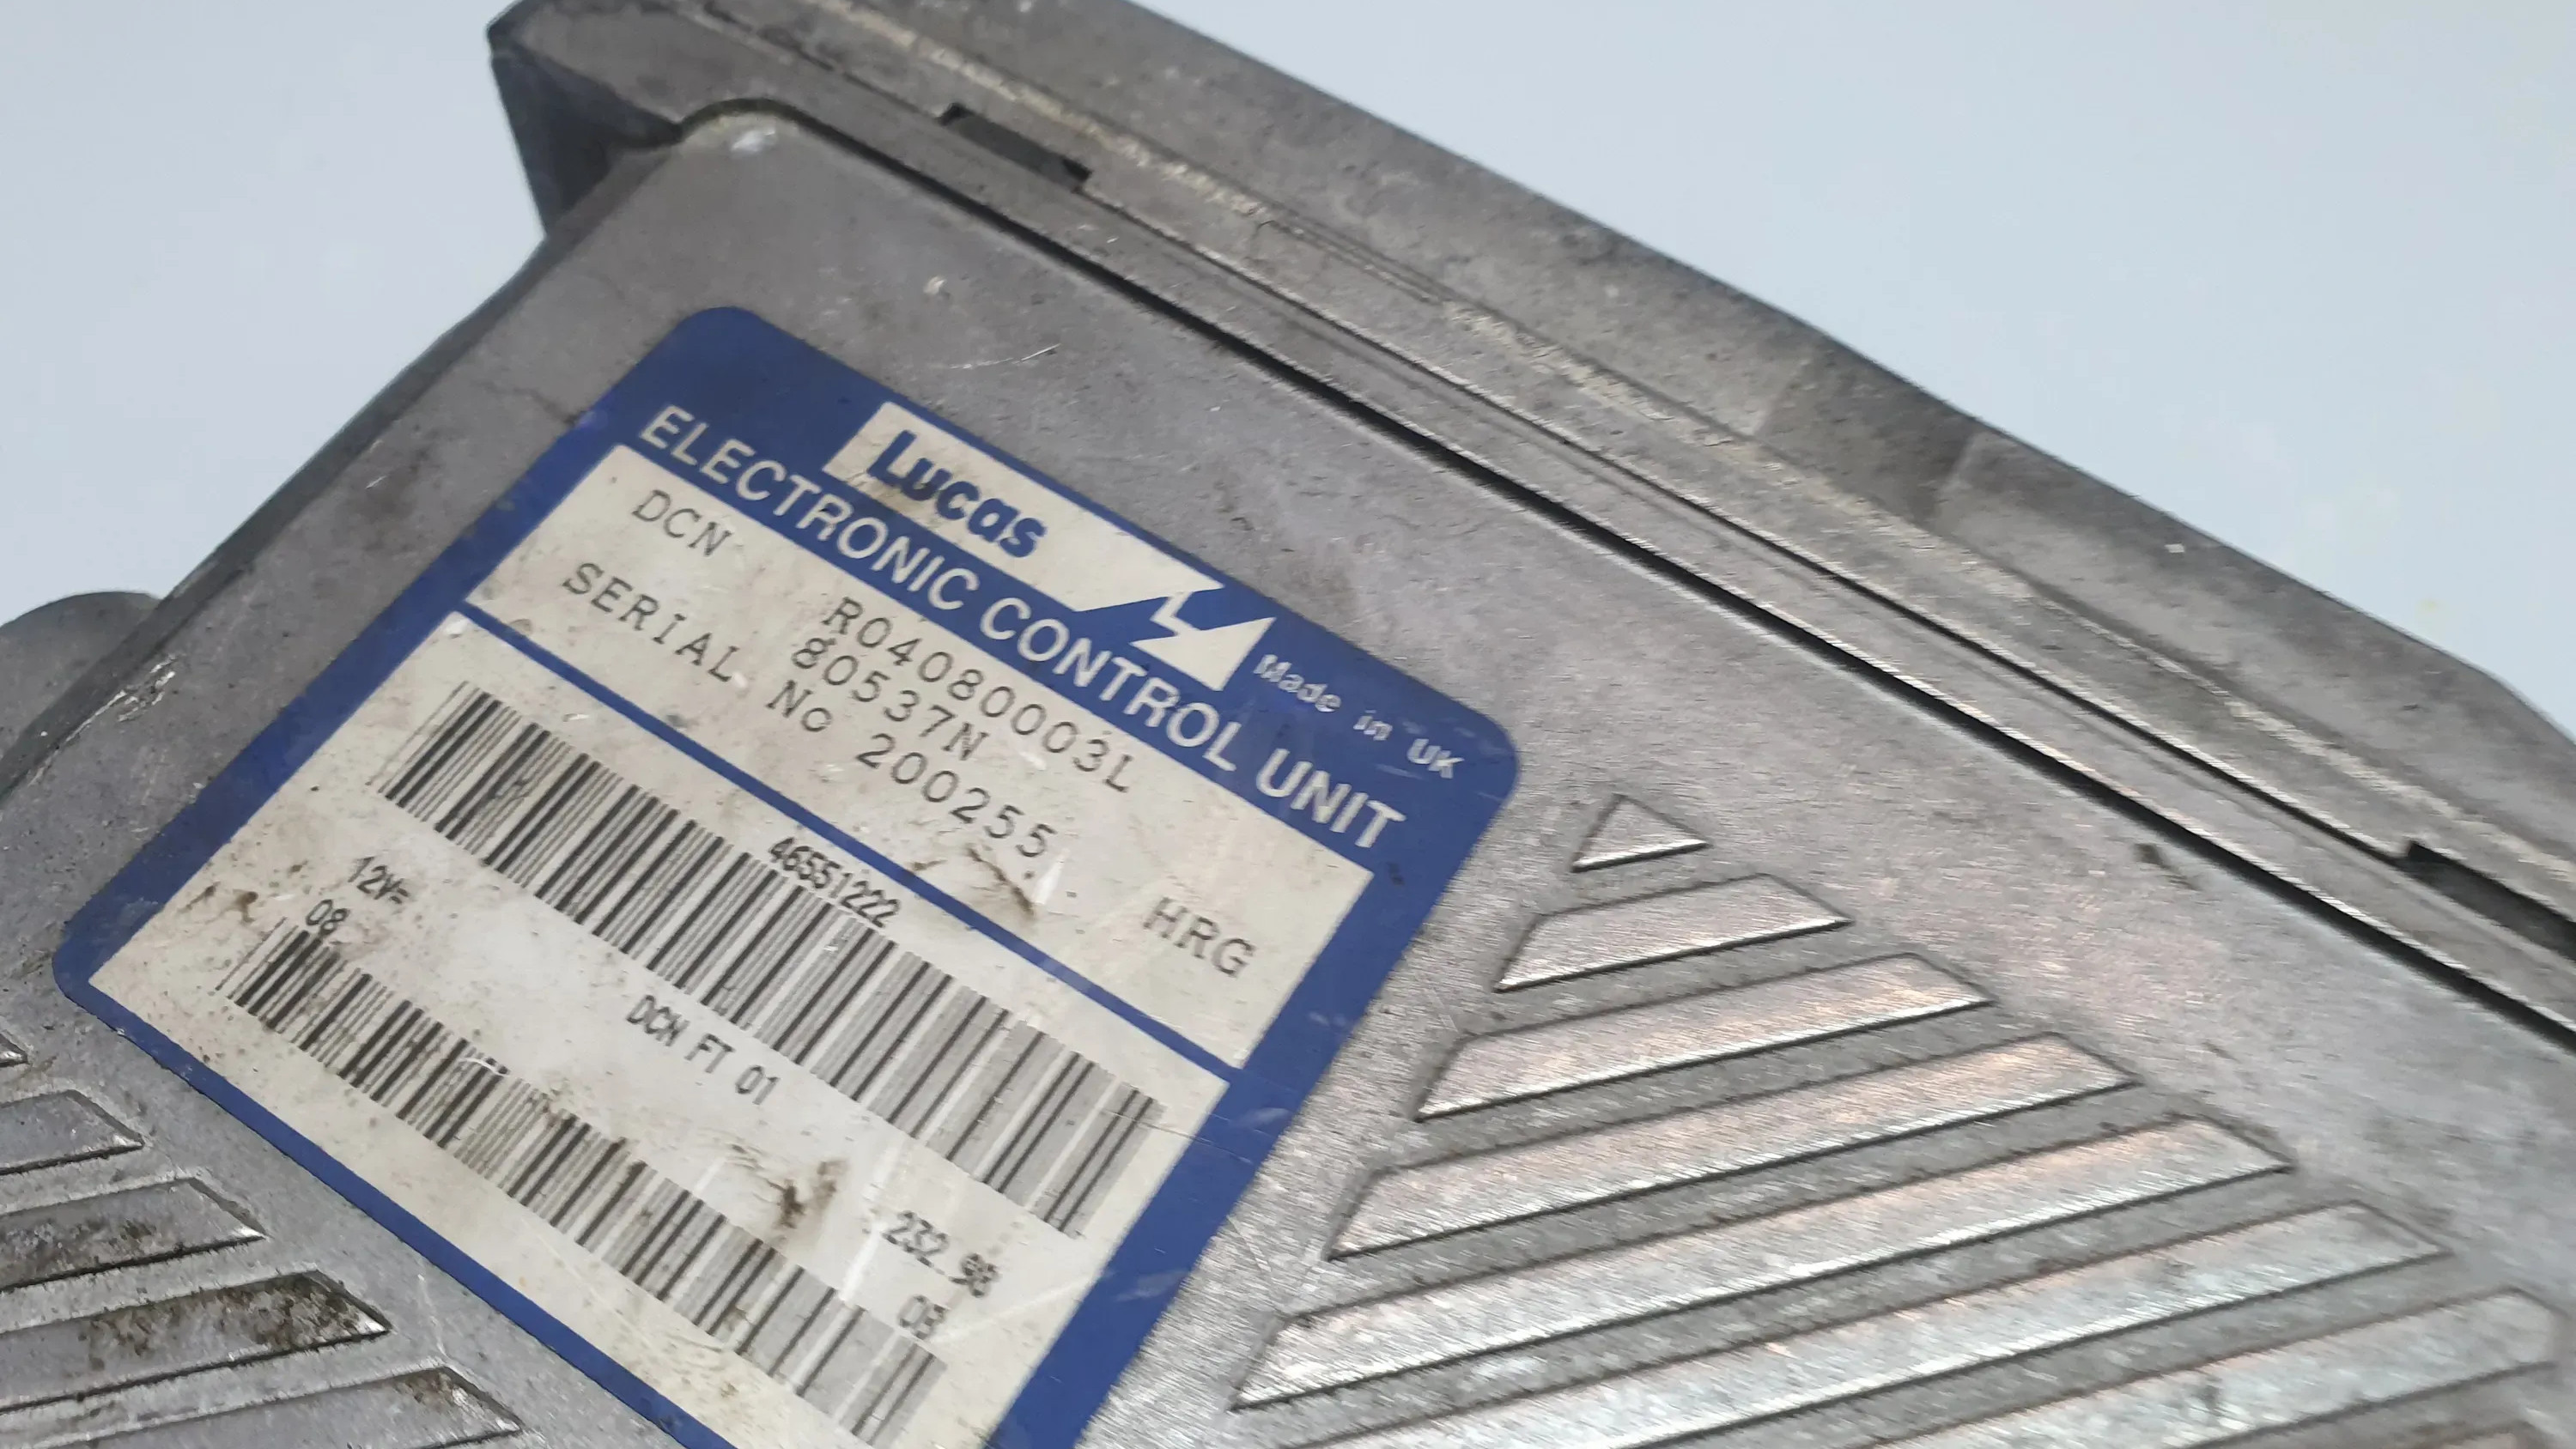 Lucas
Made in UK
ELECTRONIC CONTROL UNIT
DCN R04080003L
80537N HRG
SERIAL No 200255
46551222
12V= DCN FT 01 232.98
08 03